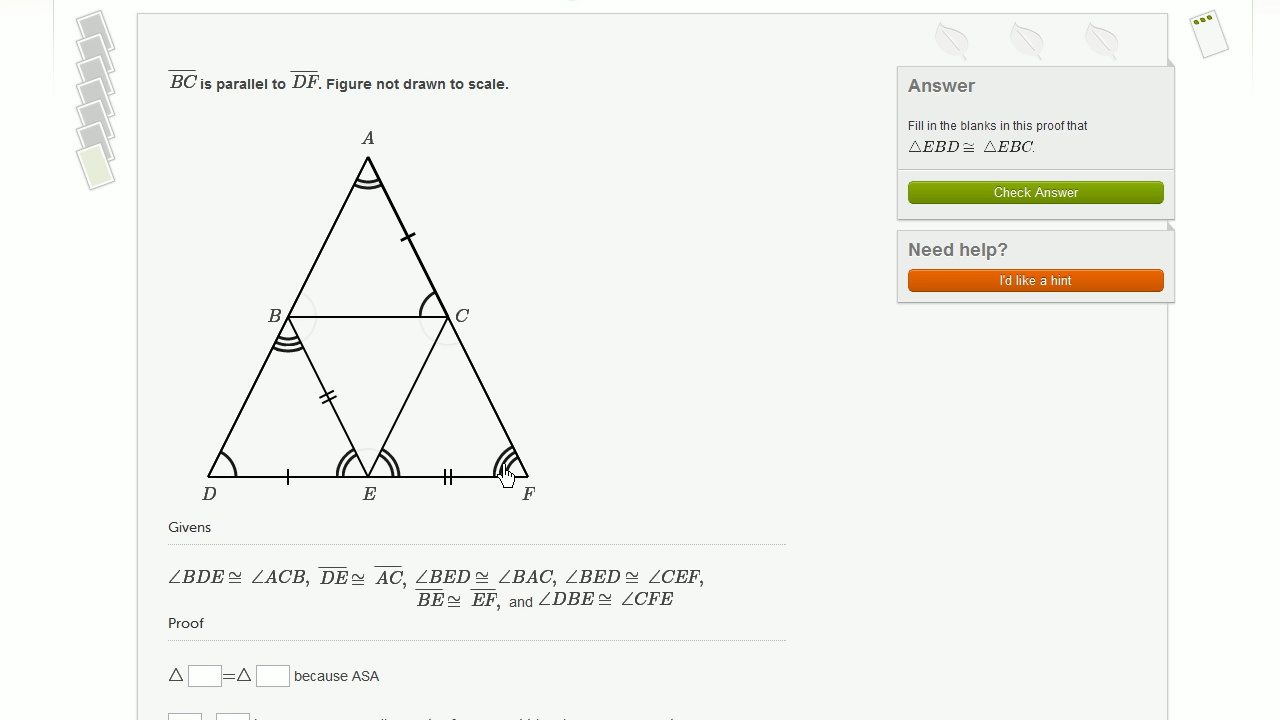 BC is parallel to DF. Figure not drawn to scale.
A
B
C
D
E
F
Givens
∠BDE ≅ ∠ACB, DE ≅ AC, ∠BED ≅ ∠BAC, ∠BED ≅ ∠CEF,
BE ≅ EF, and ∠DBE ≅ ∠CFE
Proof
△ = △ because ASA
Answer
Fill in the blanks in this proof that
△EBD ≅ △EBC.
Check Answer
Need help?
I'd like a hint